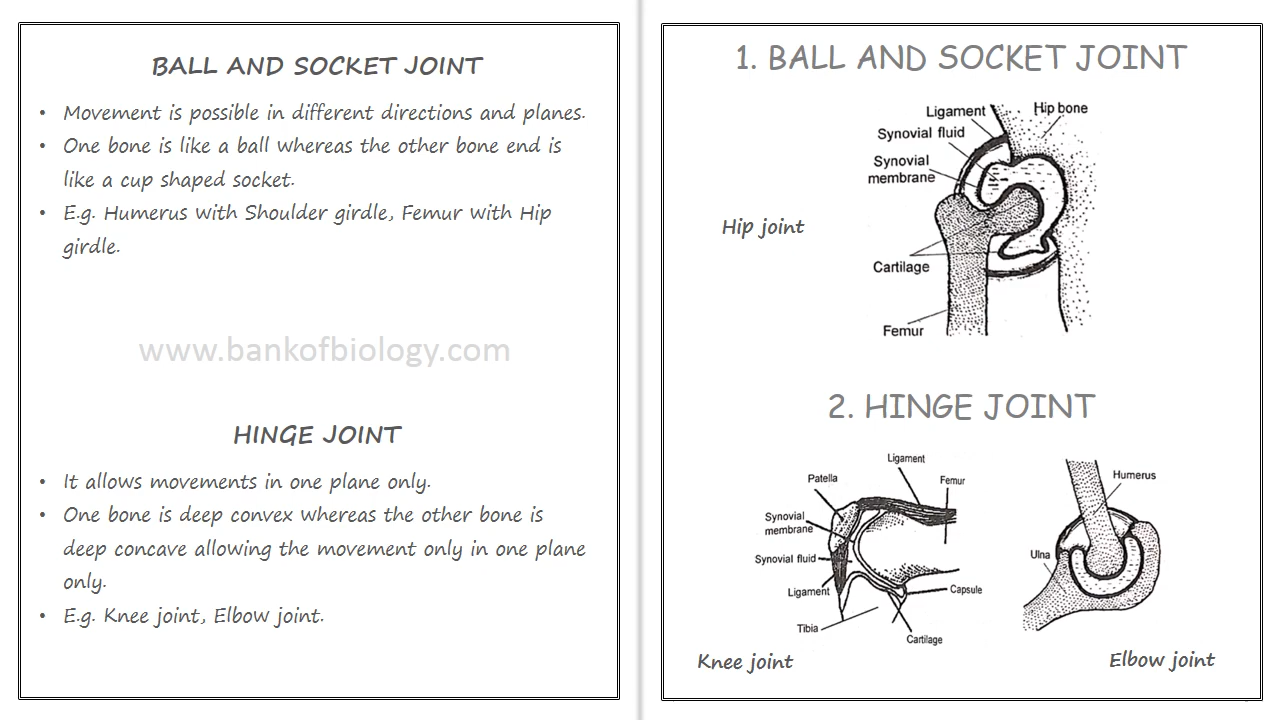 BALL AND SOCKET JOINT
• Movement is possible in different directions and planes.
• One bone is like a ball whereas the other bone end is
like a cup shaped socket.
• E.g. Humerus with Shoulder girdle, Femur with Hip
girdle.
www.bankofbiology.com
HINGE JOINT
• It allows movements in one plane only.
• One bone is deep convex whereas the other bone is
deep concave allowing the movement only in one plane
only.
• E.g. Knee joint, Elbow joint.
1. BALL AND SOCKET JOINT
Ligament
Hip bone
Synovial fluid
Synovial
membrane
Hip joint
Cartilage
Femur
2. HINGE JOINT
Ligament
Patella
Femur
Synovial
membrane
Synovial fluid
Ligament
Capsule
Tibia
Cartilage
Knee joint
Humerus
Ulna
Elbow joint